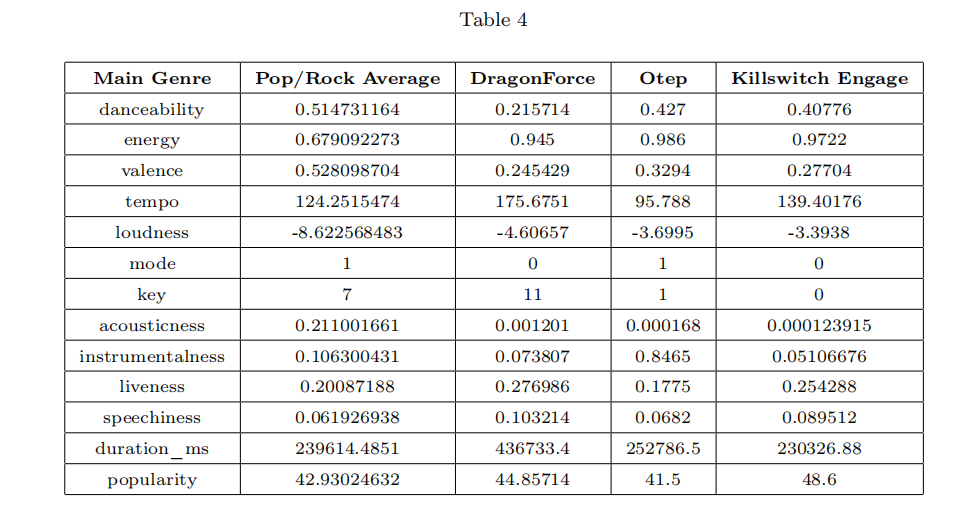 Table 4
Main Genre Pop/Rock Average DragonForce Otep Killswitch Engage
danceability 0.514731164 0.215714 0.427 0.40776
energy 0.679092273 0.945 0.986 0.9722
valence 0.528098704 0.245429 0.3294 0.27704
tempo 124.2515474 175.6751 95.788 139.40176
loudness -8.622568483 -4.60657 -3.6995 -3.3938
mode 1 0 1 0
key 7 11 1 0
acousticness 0.211001661 0.001201 0.000168 0.000123915
instrumentalness 0.106300431 0.073807 0.8465 0.05106676
liveness 0.20087188 0.276986 0.1775 0.254288
speechiness 0.061926938 0.103214 0.0682 0.089512
duration_ms 239614.4851 436733.4 252786.5 230326.88
popularity 42.93024632 44.85714 41.5 48.6